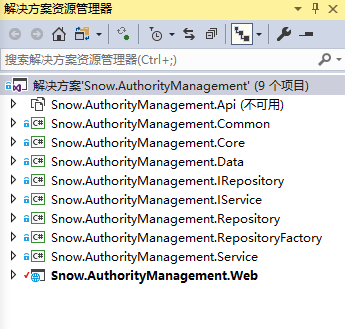 解决方案资源管理器
搜索解决方案资源管理器(Ctrl+;)
解决方案'Snow.AuthorityManagement' (9 个项目)
Snow.AuthorityManagement.Api (不可用)
Snow.AuthorityManagement.Common
Snow.AuthorityManagement.Core
Snow.AuthorityManagement.Data
Snow.AuthorityManagement.IRepository
Snow.AuthorityManagement.IService
Snow.AuthorityManagement.Repository
Snow.AuthorityManagement.RepositoryFactory
Snow.AuthorityManagement.Service
Snow.AuthorityManagement.Web